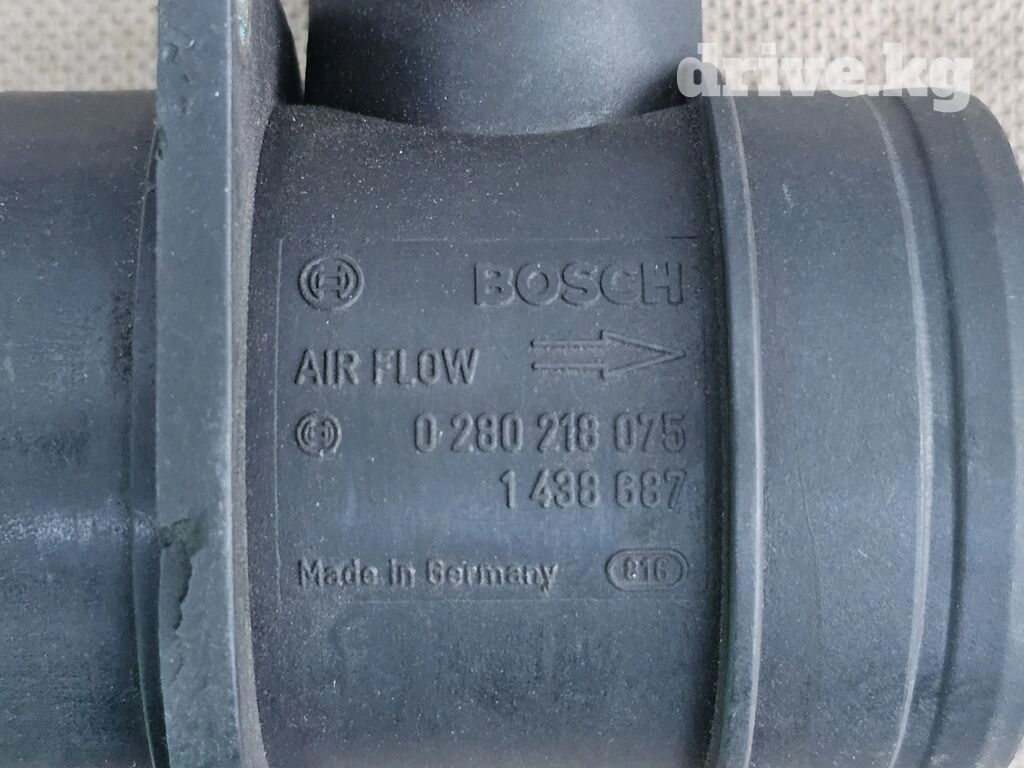 drive.kg
BOSCH
AIR FLOW
0 280 218 075
1 438 687
Made in Germany
816